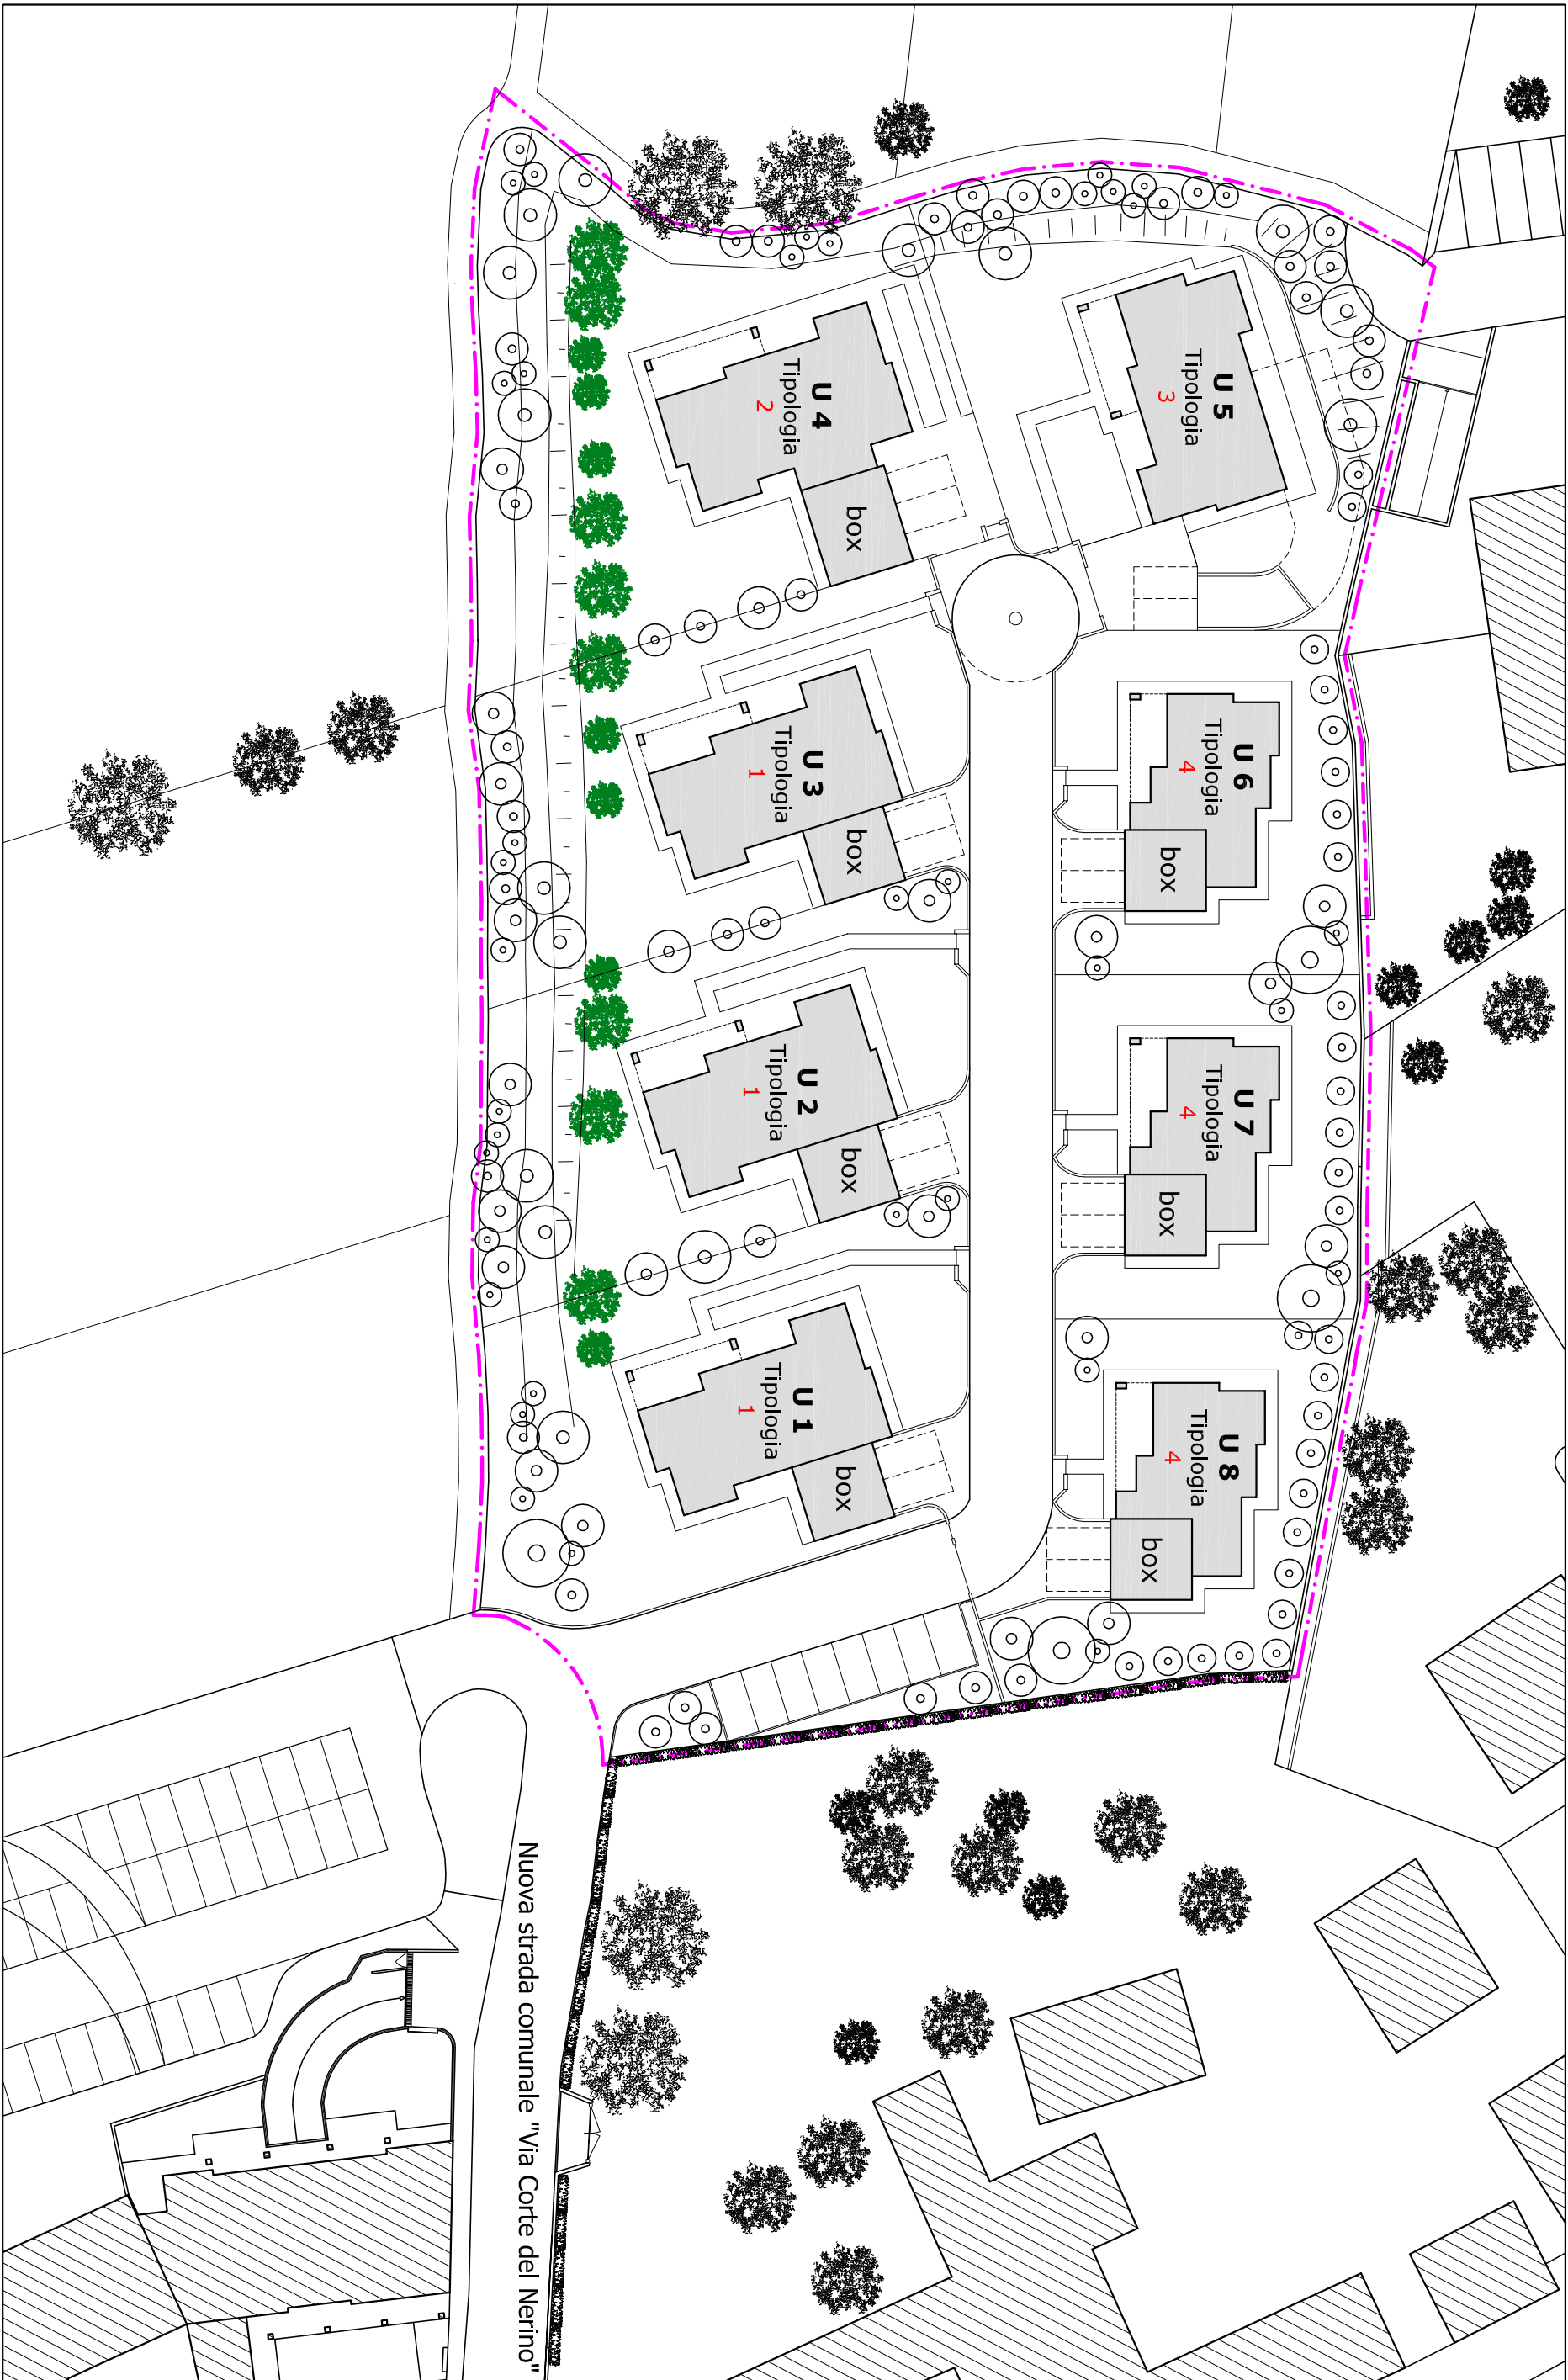 U 5
Tipologia
3
U 4
Tipologia
2
box
U 6
Tipologia
4
box
U 3
Tipologia
1
box
U 7
Tipologia
4
box
U 2
Tipologia
1
box
U 8
Tipologia
4
box
U 1
Tipologia
1
box
Nuova strada comunale "Via Corte del Nerino"